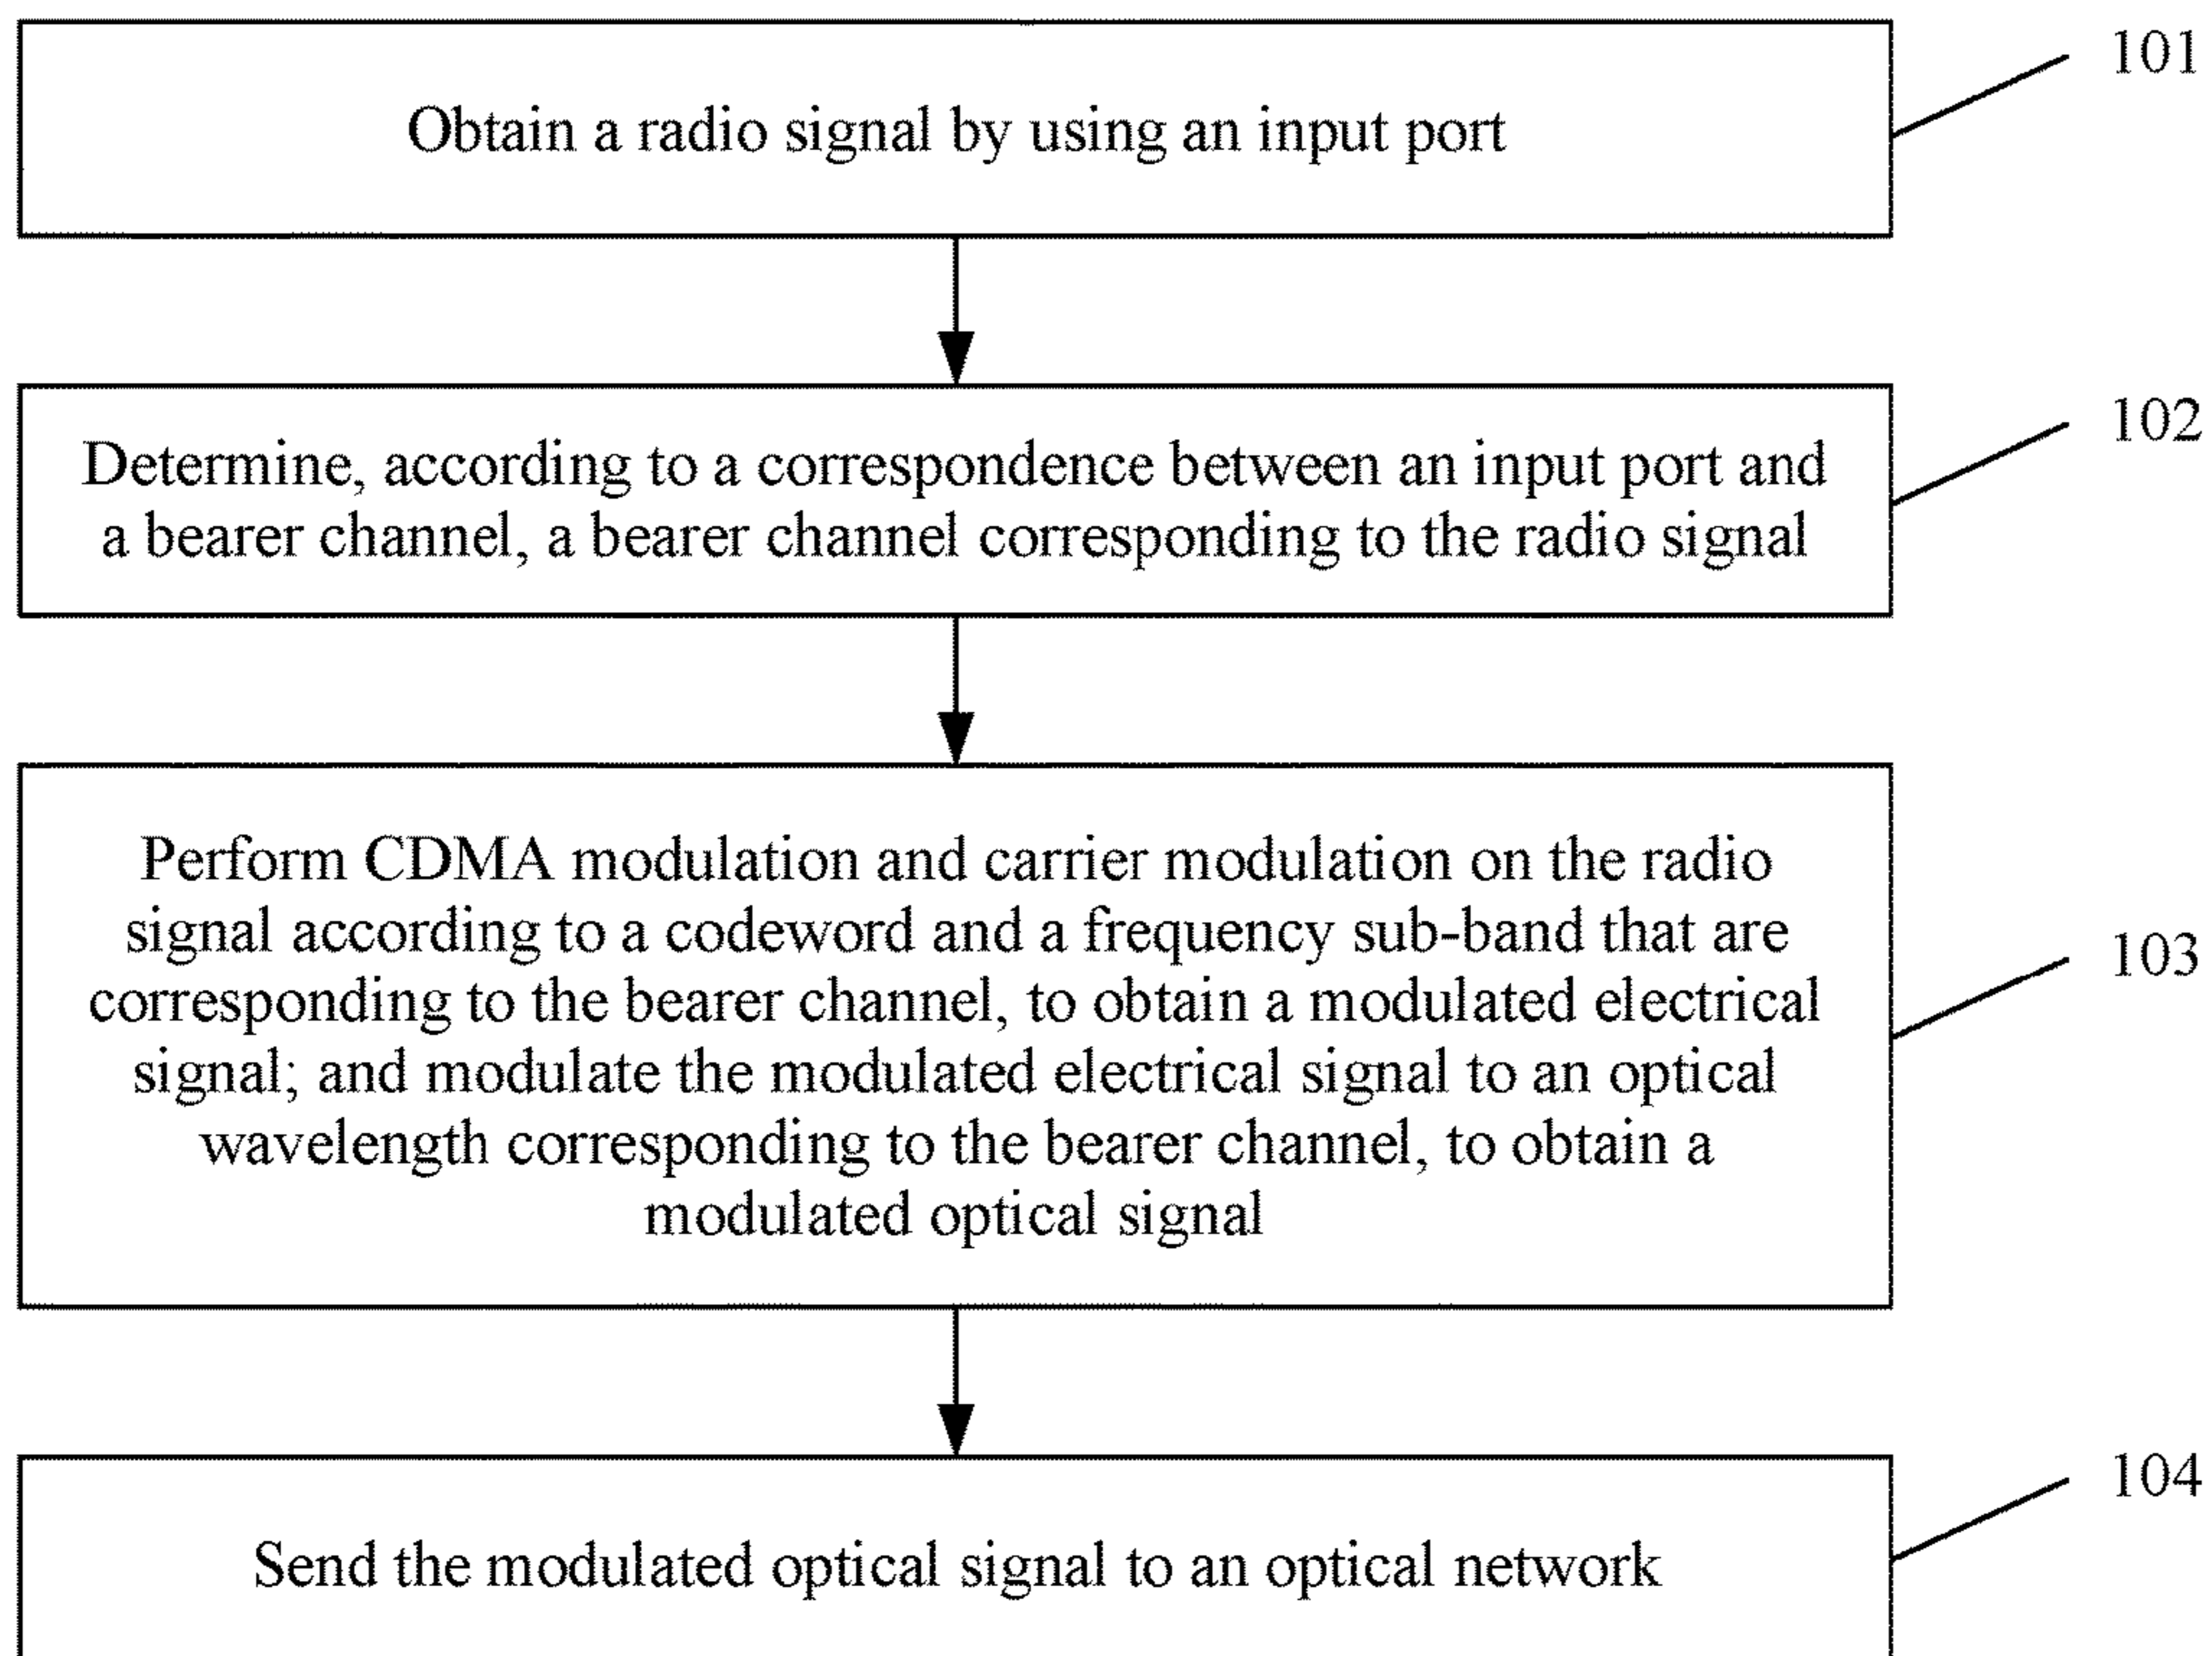 101
Obtain a radio signal by using an input port
102
Determine, according to a correspondence between an input port and
a bearer channel, a bearer channel corresponding to the radio signal
Perform CDMA modulation and carrier modulation on the radio
signal according to a codeword and a frequency sub-band that are
103
corresponding to the bearer channel, to obtain a modulated electrical
signal; and modulate the modulated electrical signal to an optical
wavelength corresponding to the bearer channel, to obtain a
modulated optical signal
104
Send the modulated optical signal to an optical network